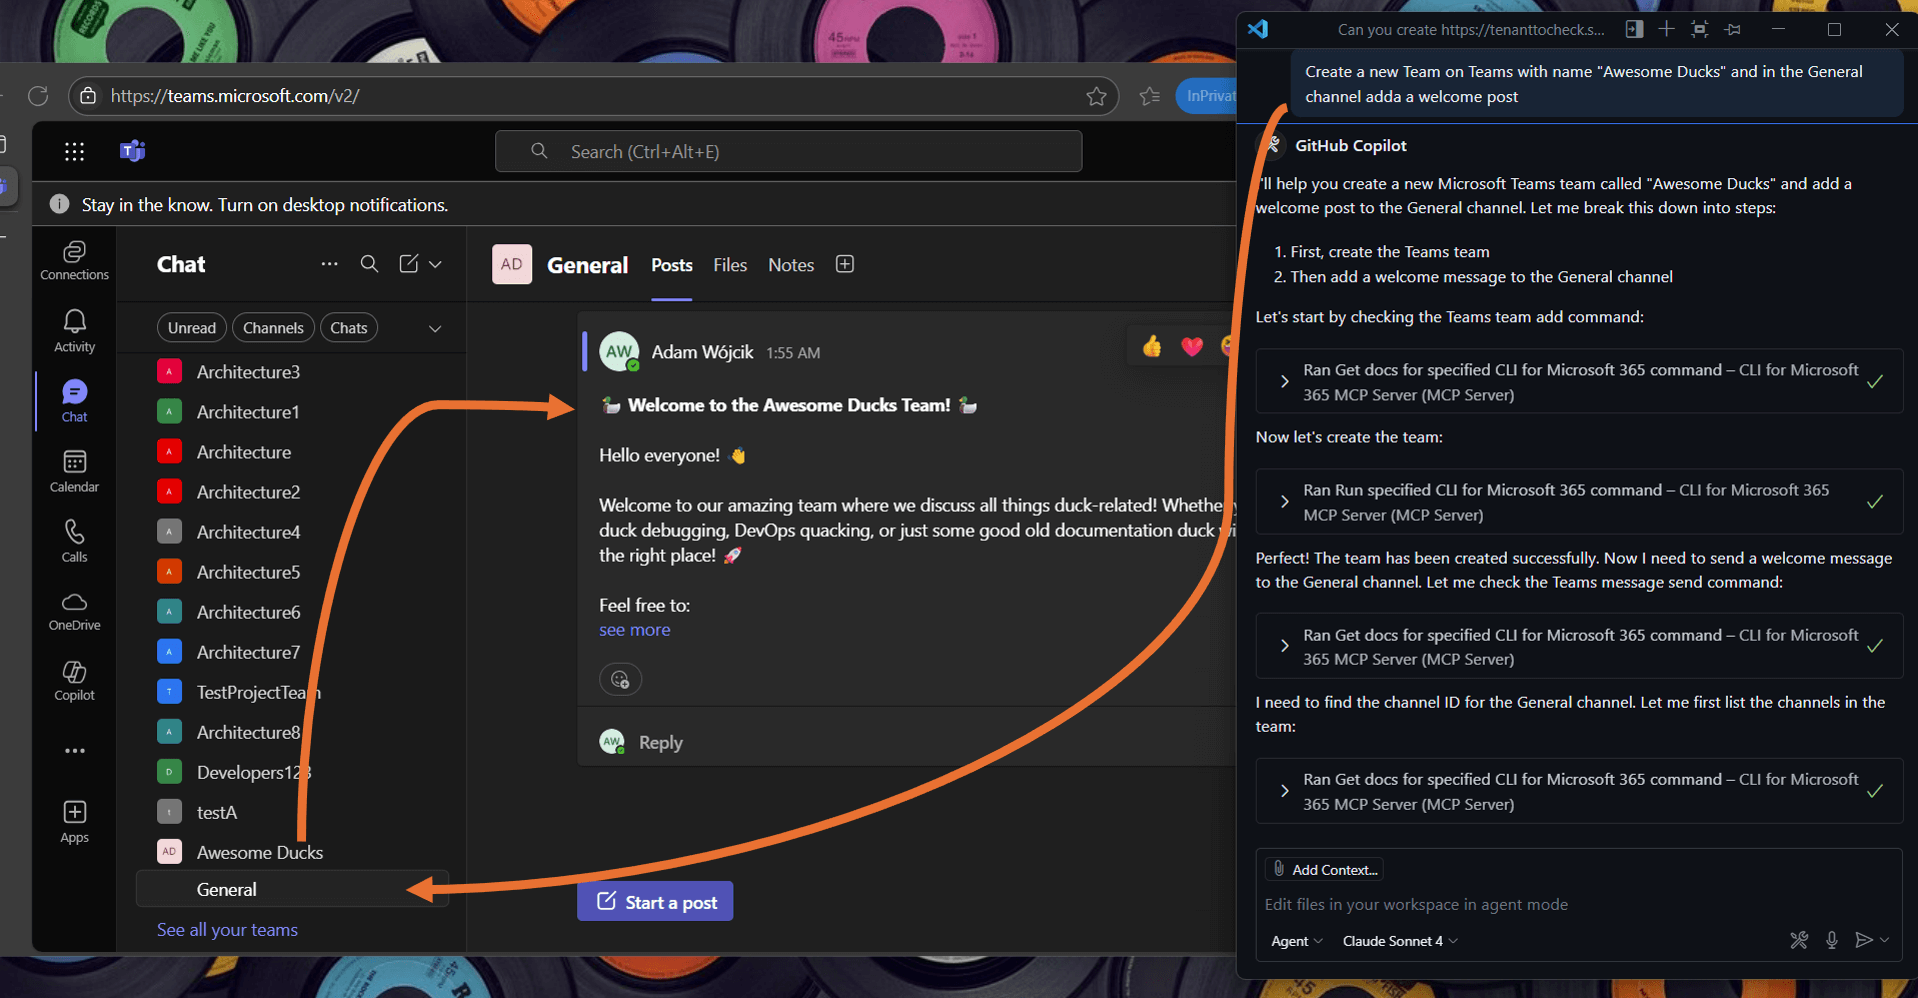 https://teams.microsoft.com/v2/
InPrivat
Search (Ctrl+Alt+E)
Stay in the know. Turn on desktop notifications.
Connections
Activity
Chat
Calendar
Calls
OneDrive
Copilot
Apps
Chat
Unread
Channels
Chats
A Architecture3
A Architecture1
A Architecture
A Architecture2
A Architecture4
A Architecture5
A Architecture6
A Architecture7
T TestProjectTeam
A Architecture8
D Developers123
t testA
AD Awesome Ducks
General
See all your teams
AD General Posts Files Notes
AW Adam Wójcik 1:55 AM
🦆 Welcome to the Awesome Ducks Team! 🦆
Hello everyone! 👋
Welcome to our amazing team where we discuss all things duck-related! Whether y
duck debugging, DevOps quacking, or just some good old documentation duck wi
the right place! 🚀
Feel free to:
see more
AW Reply
Start a post
Can you create https://tenanttocheck.s...
Create a new Team on Teams with name "Awesome Ducks" and in the General
channel adda a welcome post
GitHub Copilot
'll help you create a new Microsoft Teams team called "Awesome Ducks" and add a
welcome post to the General channel. Let me break this down into steps:
1. First, create the Teams team
2. Then add a welcome message to the General channel
Let's start by checking the Teams team add command:
Ran Get docs for specified CLI for Microsoft 365 command – CLI for Microsoft
365 MCP Server (MCP Server)
Now let's create the team:
Ran Run specified CLI for Microsoft 365 command – CLI for Microsoft 365
MCP Server (MCP Server)
Perfect! The team has been created successfully. Now I need to send a welcome message
to the General channel. Let me check the Teams message send command:
Ran Get docs for specified CLI for Microsoft 365 command – CLI for Microsoft
365 MCP Server (MCP Server)
I need to find the channel ID for the General channel. Let me first list the channels in the
team:
Ran Get docs for specified CLI for Microsoft 365 command – CLI for Microsoft
365 MCP Server (MCP Server)
Add Context...
Edit files in your workspace in agent mode
Agent Claude Sonnet 4